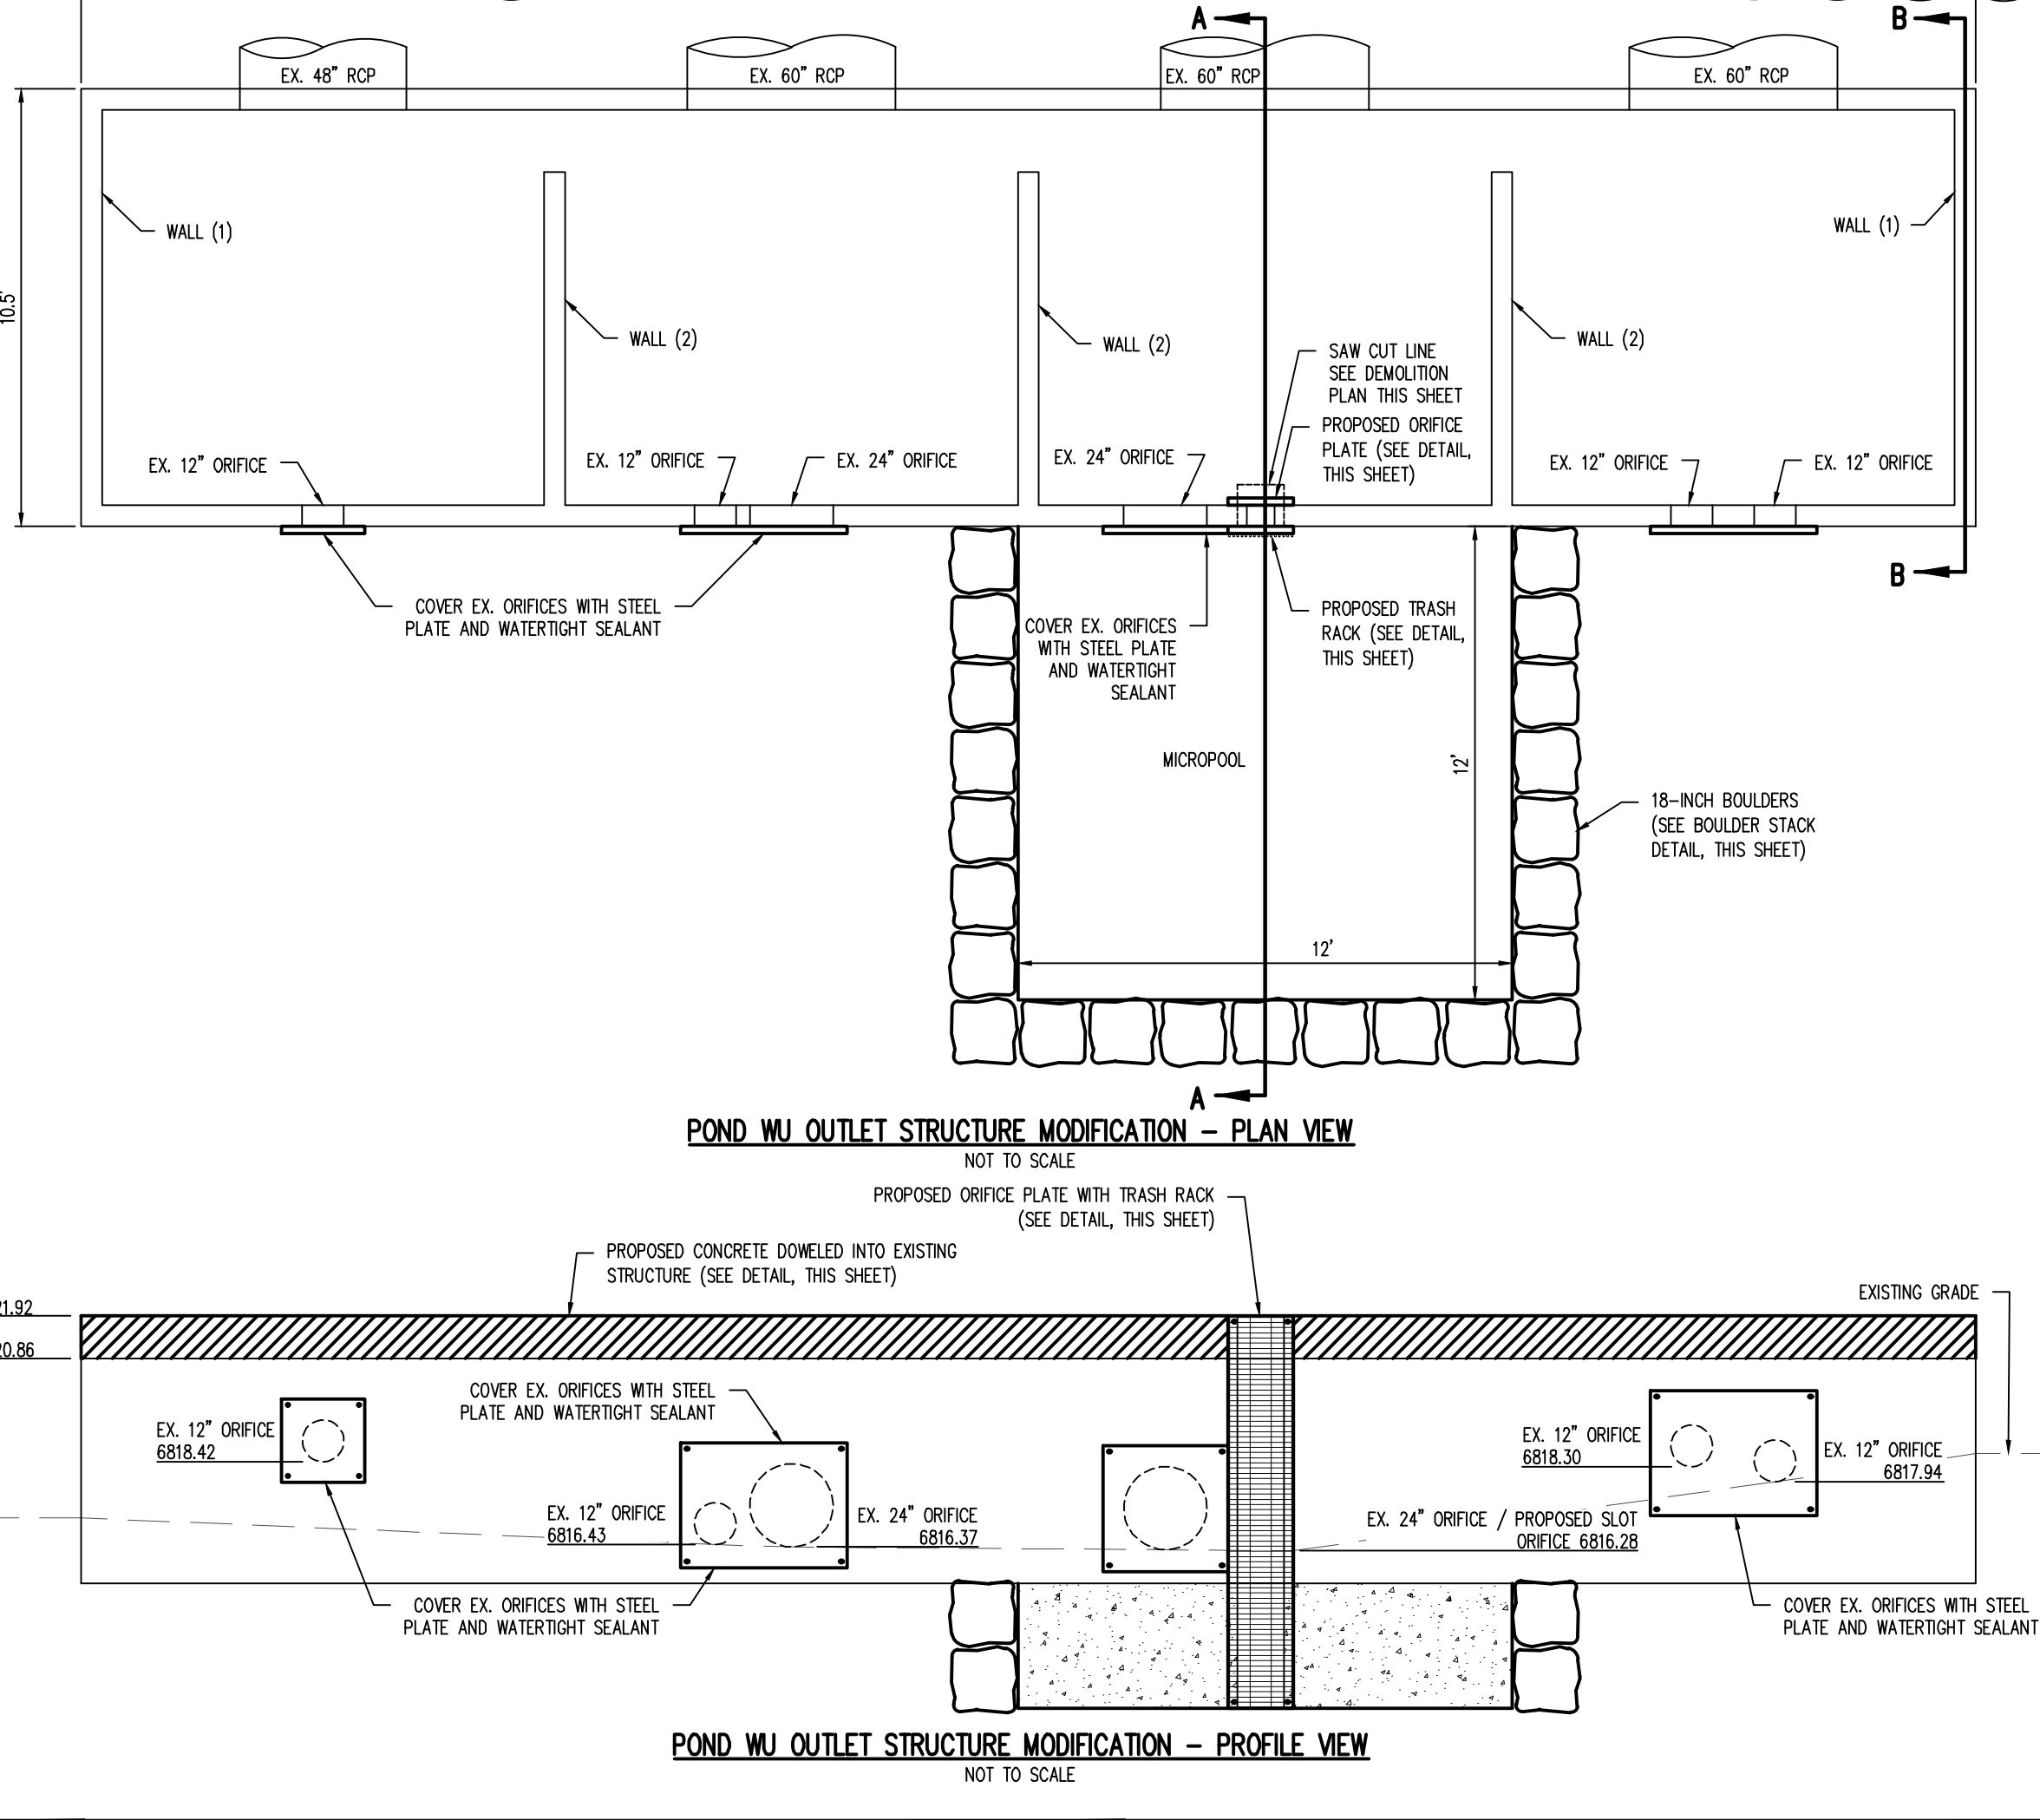 A
B
EX. 48" RCP
EX. 60" RCP
EX. 60" RCP
EX. 60" RCP
10.5'
WALL (1)
WALL (1)
WALL (2)
WALL (2)
WALL (2)
SAW CUT LINE
SEE DEMOLITION
PLAN THIS SHEET
PROPOSED ORIFICE
PLATE (SEE DETAIL,
THIS SHEET)
EX. 12" ORIFICE
EX. 12" ORIFICE
EX. 24" ORIFICE
EX. 24" ORIFICE
EX. 12" ORIFICE
EX. 12" ORIFICE
B
COVER EX. ORIFICES WITH STEEL
PLATE AND WATERTIGHT SEALANT
COVER EX. ORIFICES
WITH STEEL PLATE
AND WATERTIGHT
SEALANT
PROPOSED TRASH
RACK (SEE DETAIL,
THIS SHEET)
MICROPOOL
12'
18-INCH BOULDERS
(SEE BOULDER STACK
DETAIL, THIS SHEET)
12'
A
POND WU OUTLET STRUCTURE MODIFICATION - PLAN VIEW
NOT TO SCALE
PROPOSED ORIFICE PLATE WITH TRASH RACK
(SEE DETAIL, THIS SHEET)
PROPOSED CONCRETE DOWELED INTO EXISTING
STRUCTURE (SEE DETAIL, THIS SHEET)
EXISTING GRADE
21.92
20.86
COVER EX. ORIFICES WITH STEEL
PLATE AND WATERTIGHT SEALANT
EX. 12" ORIFICE
6818.42
EX. 12" ORIFICE
6818.30
EX. 12" ORIFICE
6817.94
EX. 12" ORIFICE
6816.43
EX. 24" ORIFICE
6816.37
EX. 24" ORIFICE / PROPOSED SLOT
ORIFICE 6816.28
COVER EX. ORIFICES WITH STEEL
PLATE AND WATERTIGHT SEALANT
COVER EX. ORIFICES WITH STEEL
PLATE AND WATERTIGHT SEALANT
POND WU OUTLET STRUCTURE MODIFICATION - PROFILE VIEW
NOT TO SCALE